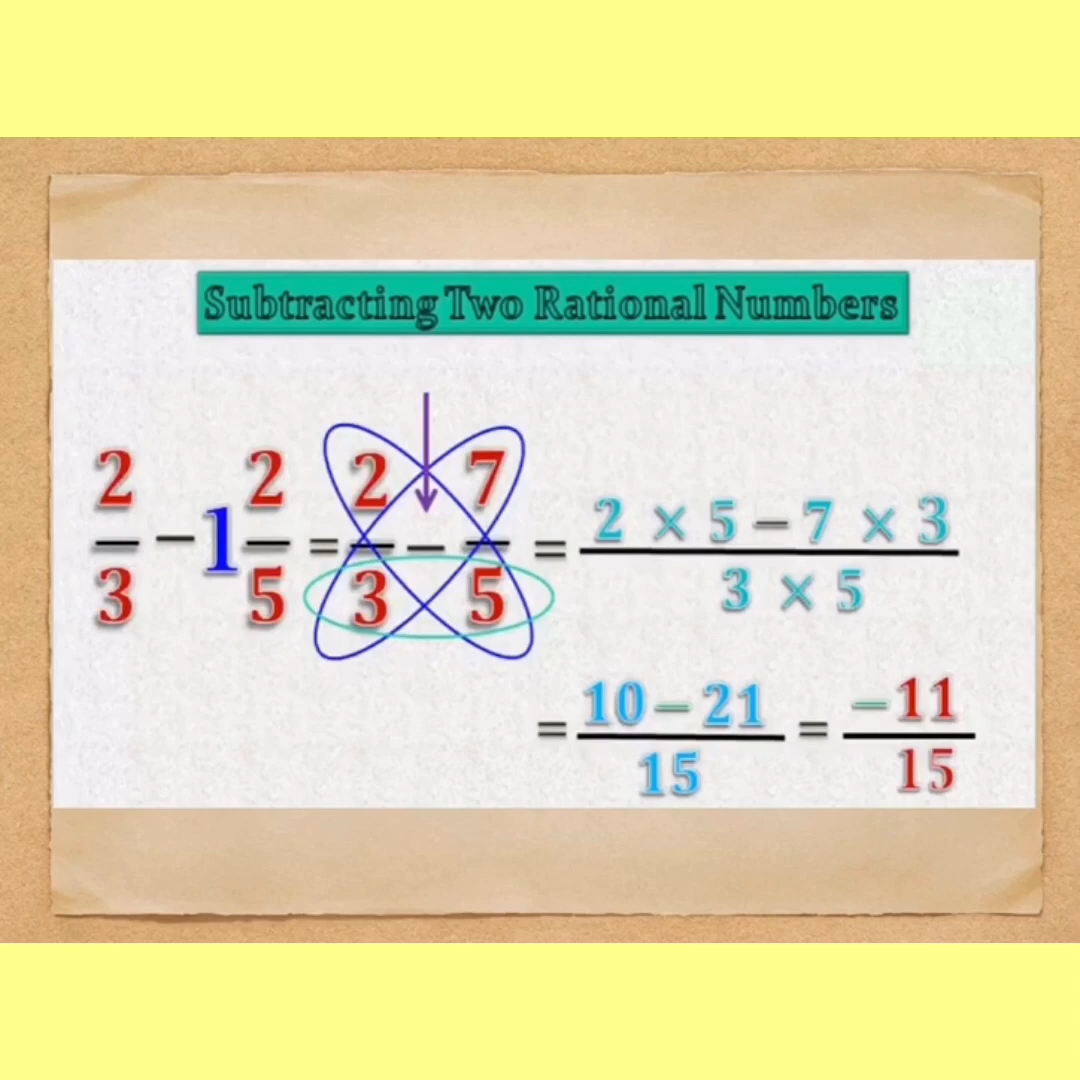 Subtracting Two Rational Numbers
2/3 − 1 2/5 = 2/3 − 7/5 = (2 × 5 − 7 × 3)/(3 × 5)
= (10 − 21)/15 = −11/15